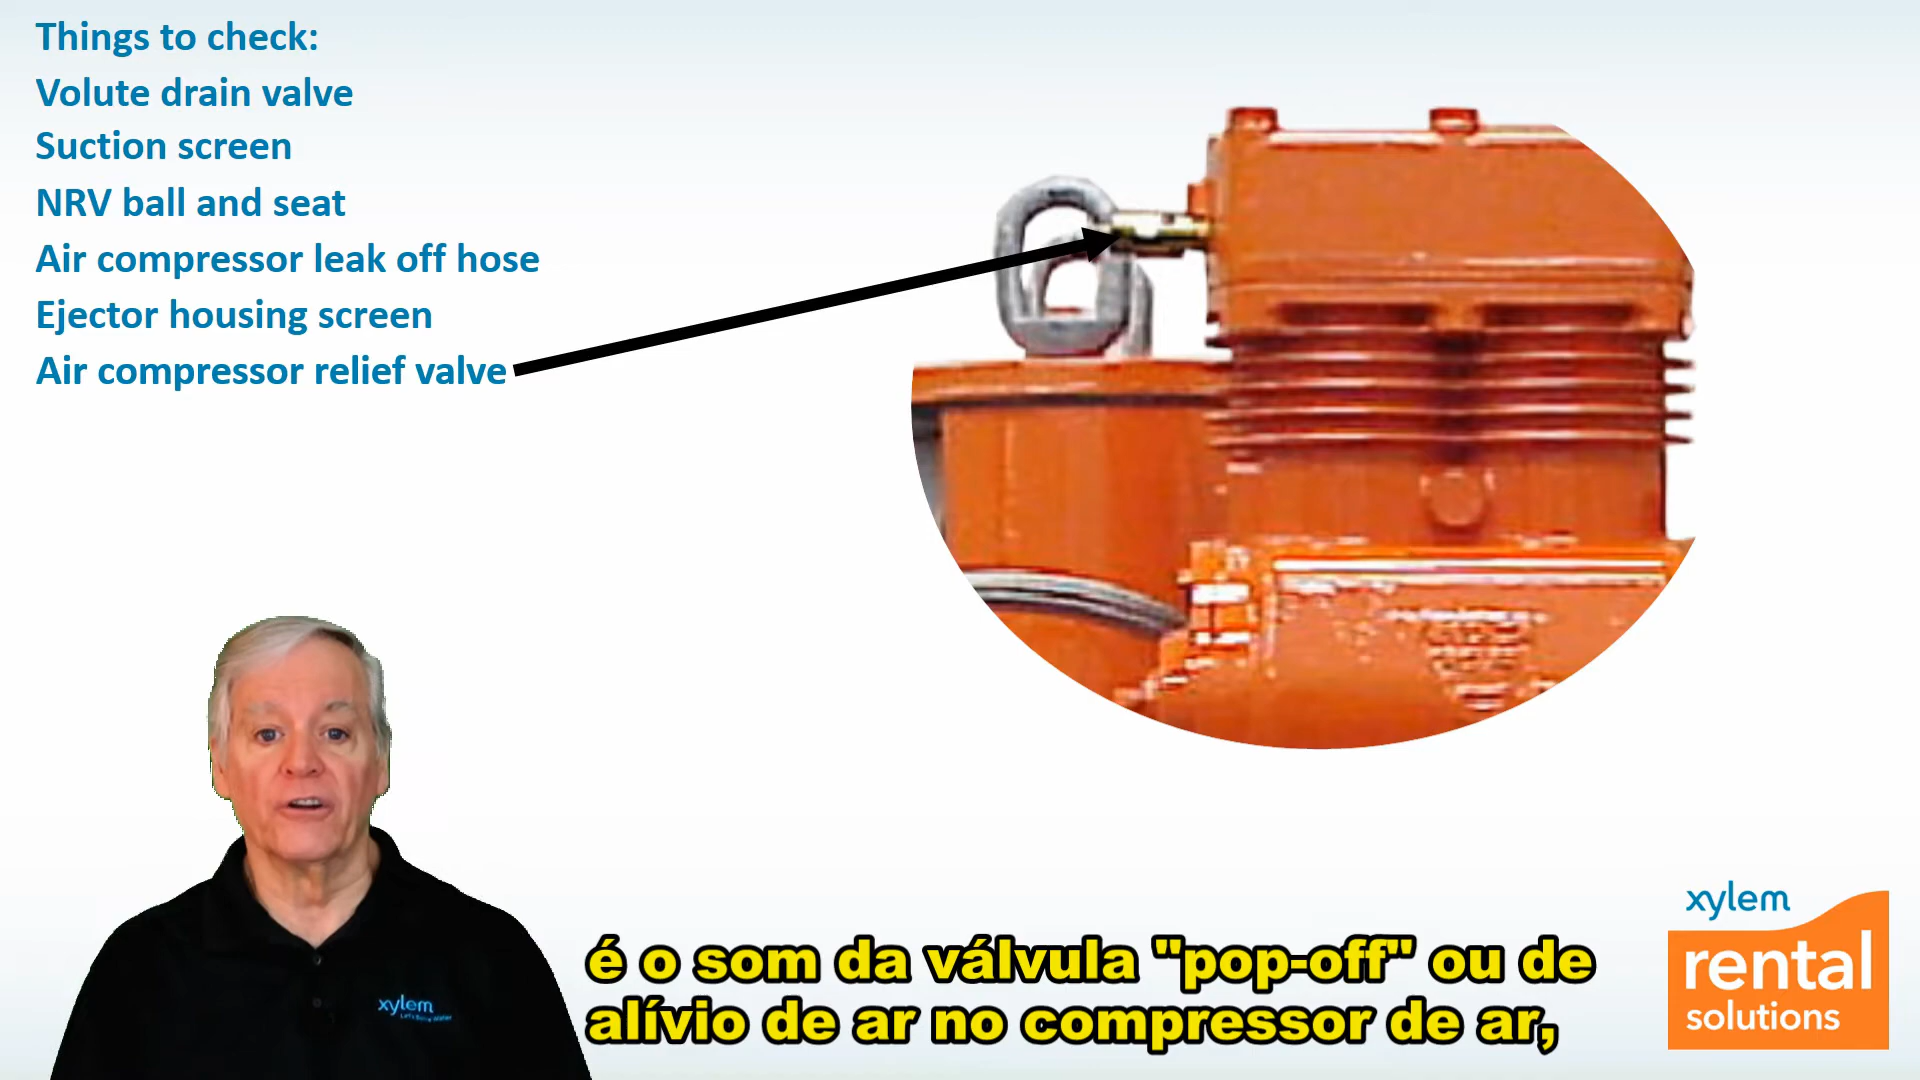 Things to check:
Volute drain valve
Suction screen
NRV ball and seat
Air compressor leak off hose
Ejector housing screen
Air compressor relief valve
xylem
é o som da válvula "pop-off" ou de
alívio de ar no compressor de ar,
xylem
rental
solutions